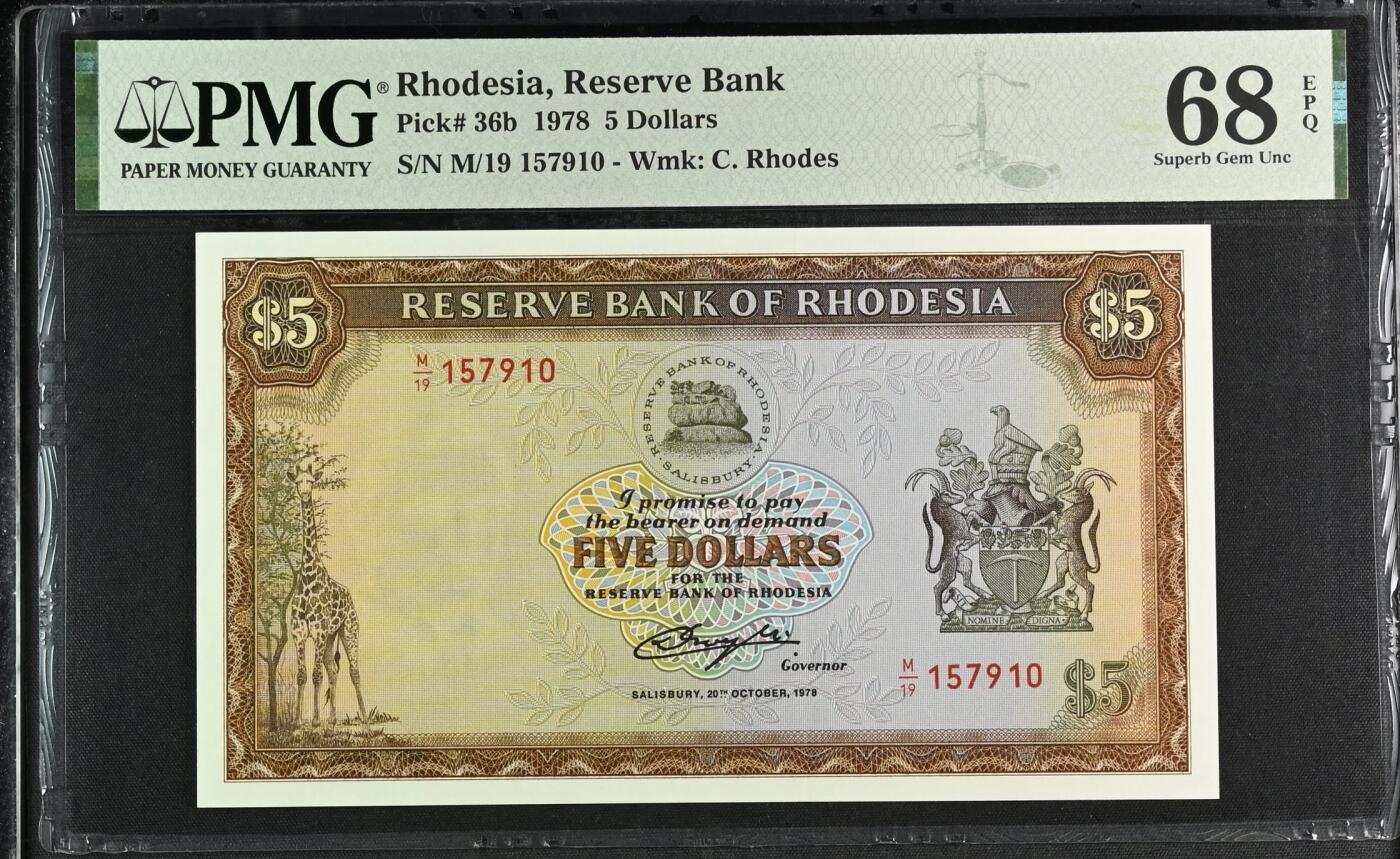 PMG®
PAPER MONEY GUARANTY
Rhodesia, Reserve Bank
Pick# 36b 1978 5 Dollars
S/N M/19 157910 - Wmk: C. Rhodes
68
EPQ
Superb Gem Unc
$5
RESERVE BANK OF RHODESIA
$5
M/19 157910
RESERVE BANK OF RHODESIA
·SALISBURY·
I promise to pay
the bearer on demand
FIVE DOLLARS
FOR THE
RESERVE BANK OF RHODESIA
Governor
SALISBURY, 20TH OCTOBER, 1978
NOMINE DIGNA
M/19 157910
$5